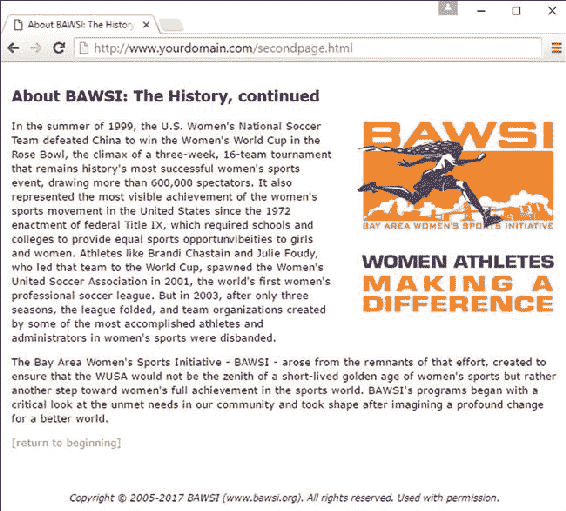 About BAWSI: The History
http://www.yourdomain.com/secondpage.html
About BAWSI: The History, continued
In the summer of 1999, the U.S. Women's National Soccer
Team defeated China to win the Women's World Cup in the
Rose Bowl, the climax of a three-week, 16-team tournament
that remains history's most successful women's sports
event, drawing more than 600,000 spectators. It also
represented the most visible achievement of the women's
sports movement in the United States since the 1972
enactment of federal Title IX, which required schools and
colleges to provide equal sports opportunvibeities to girls
and women. Athletes like Brandi Chastain and Julie Foudy,
who led that team to the World Cup, spawned the Women's
United Soccer Association in 2001, the world's first women's
professional soccer league. But in 2003, after only three
seasons, the league folded, and team organizations created
by some of the most accomplished athletes and
administrators in women's sports were disbanded.
BAWSI
BAY AREA WOMEN'S SPORTS INITIATIVE
WOMEN ATHLETES
MAKING A
DIFFERENCE
The Bay Area Women's Sports Initiative - BAWSI - arose from the remnants of that effort, created to
ensure that the WUSA would not be the zenith of a short-lived golden age of women's sports but rather
another step toward women's full achievement in the sports world. BAWSI's programs began with a
critical look at the unmet needs in our community and took shape after imagining a profound change
for a better world.
[return to beginning]
Copyright © 2005-2017 BAWSI (www.bawsi.org). All rights reserved. Used with permission.